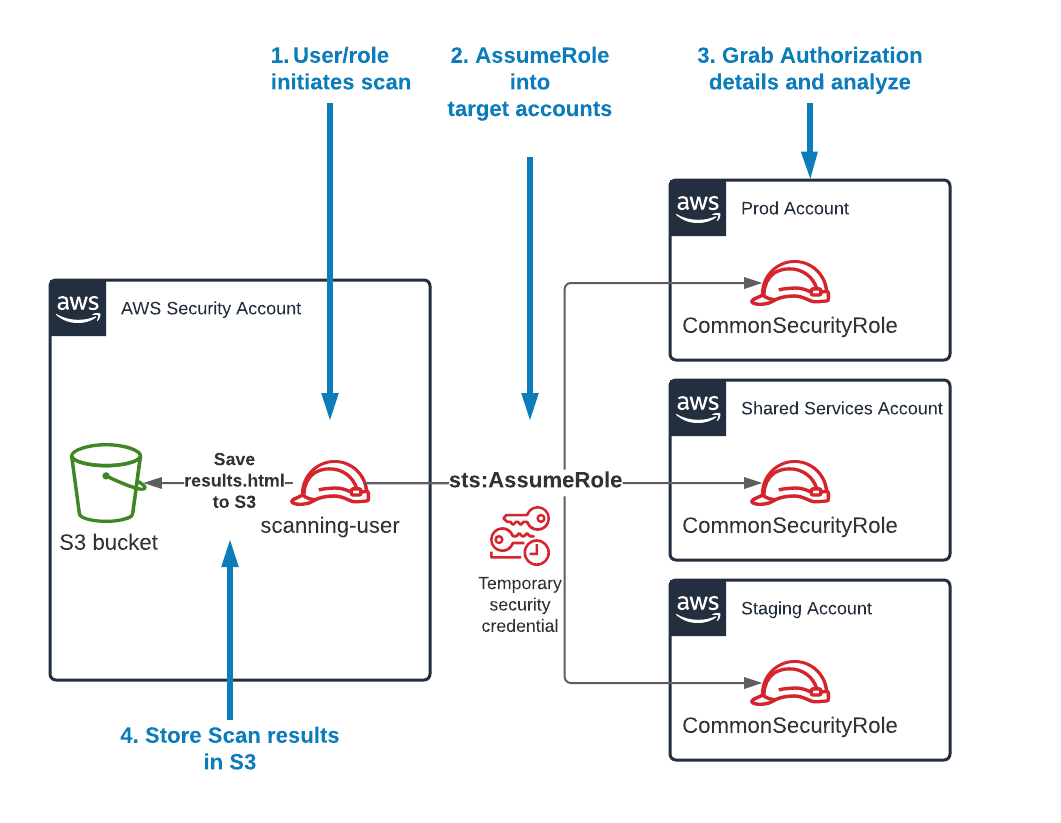 1. User/role
initiates scan
2. AssumeRole
into
target accounts
3. Grab Authorization
details and analyze
aws
Prod Account
CommonSecurityRole
aws
AWS Security Account
Save
results.html
to S3
S3 bucket
scanning-user
sts:AssumeRole
Temporary
security
credential
aws
Shared Services Account
CommonSecurityRole
aws
Staging Account
CommonSecurityRole
4. Store Scan results
in S3